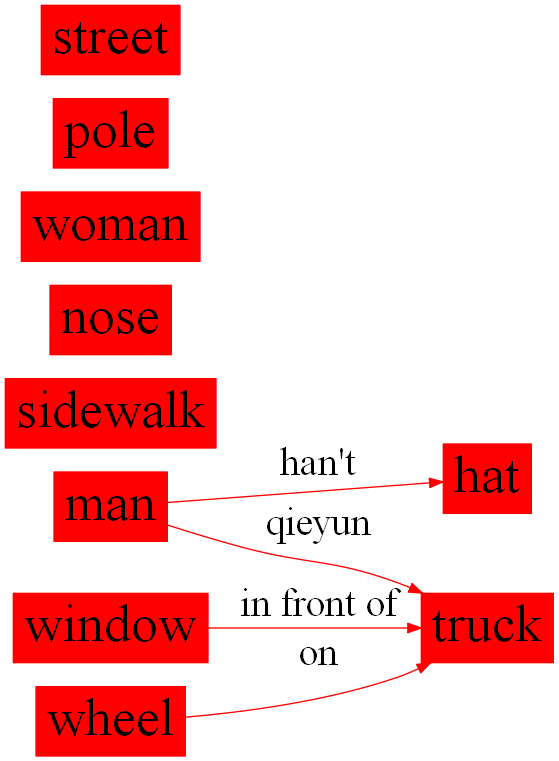 street
pole
woman
nose
sidewalk
man
han't
hat
qieyun
window
in front of
truck
on
wheel